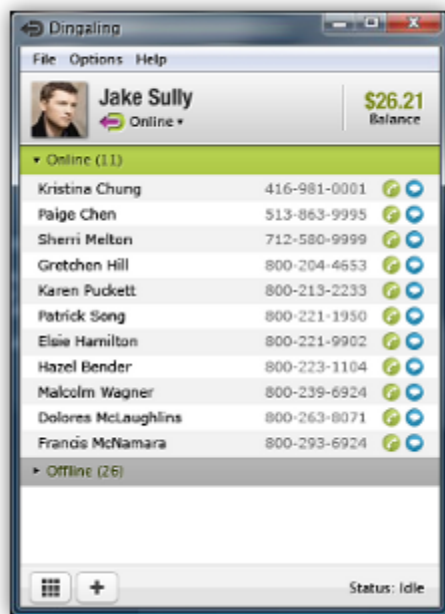 Dingaling
File Options Help
Jake Sully
Online
$26.21
Balance
Online (11)
Kristina Chung 416-981-0001
Paige Chen 513-863-9995
Sherri Melton 712-580-9999
Gretchen Hill 800-204-4653
Karen Puckett 800-213-2233
Patrick Song 800-221-1950
Elsie Hamilton 800-221-9902
Hazel Bender 800-223-1104
Malcolm Wagner 800-239-6924
Dolores McLaughlins 800-263-8071
Francis McNamara 800-293-6924
Offline (26)
Status: Idle